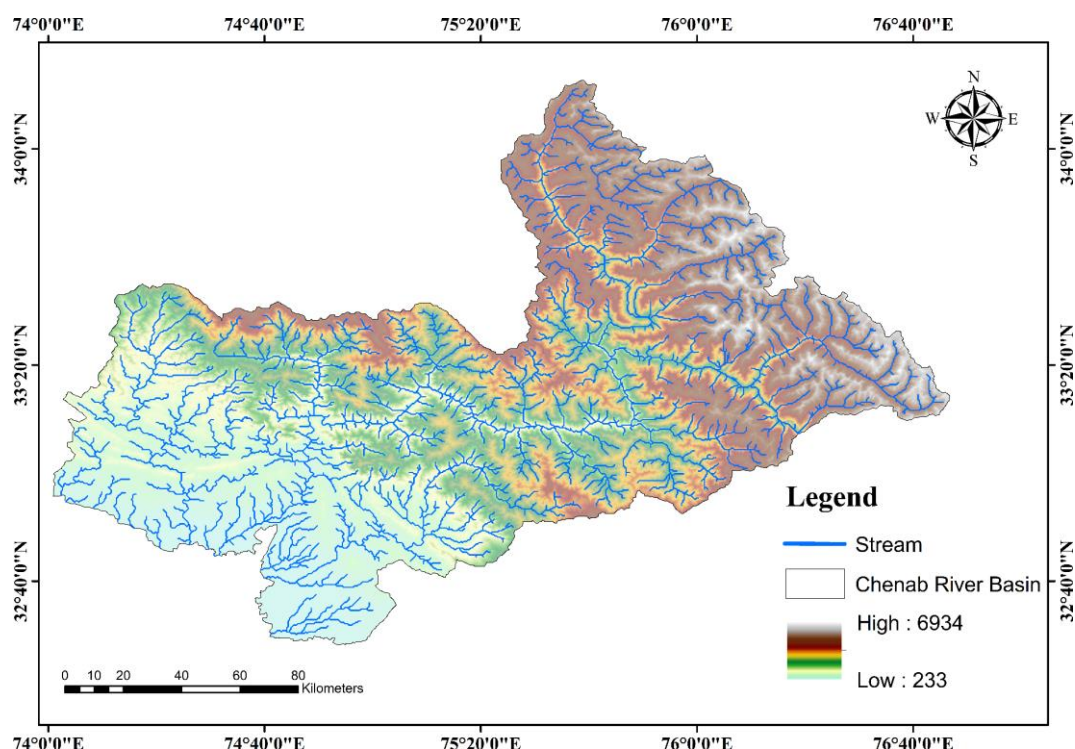 74°0'0"E 74°40'0"E 75°20'0"E 76°0'0"E 76°40'0"E
N
W E
S
34°0'0"N 34°0'0"N
33°20'0"N 33°20'0"N
32°40'0"N 32°40'0"N
Legend
Stream
Chenab River Basin
High : 6934
Low : 233
0 10 20 40 60 80
Kilometers
74°0'0"E 74°40'0"E 75°20'0"E 76°0'0"E 76°40'0"E